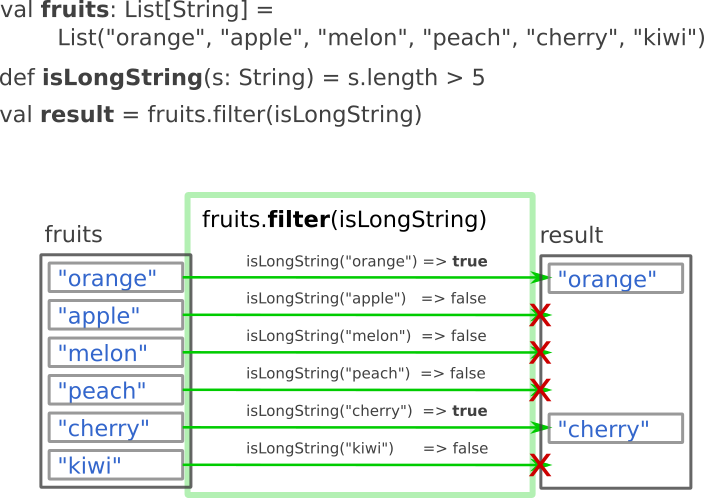 val fruits: List[String] =
List("orange", "apple", "melon", "peach", "cherry", "kiwi")
def isLongString(s: String) = s.length > 5
val result = fruits.filter(isLongString)
fruits.filter(isLongString)
fruits
result
isLongString("orange") => true
"orange"
"orange"
isLongString("apple") => false
"apple"
X
isLongString("melon") => false
"melon"
X
isLongString("peach") => false
"peach"
X
isLongString("cherry") => true
"cherry"
"cherry"
isLongString("kiwi") => false
"kiwi"
X